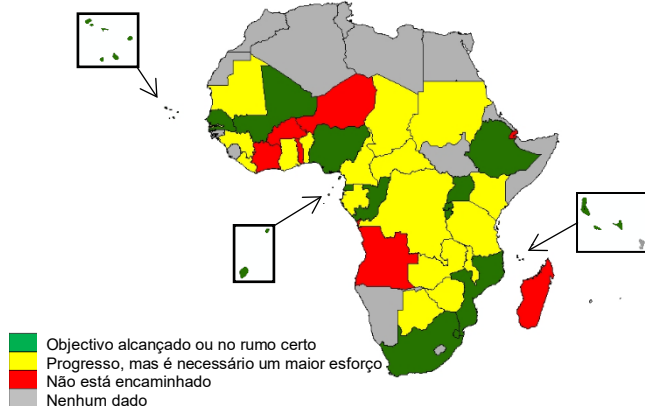 Objectivo alcançado ou no rumo certo
Progresso, mas é necessário um maior esforço
Não está encaminhado
Nenhum dado